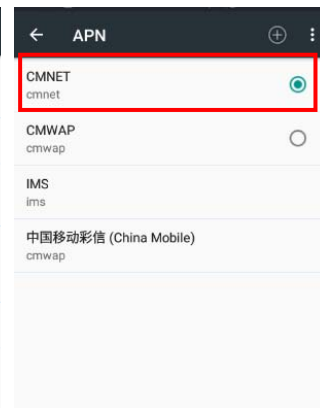 APN
CMNET
cmnet
CMWAP
cmwap
IMS
ims
中国移动彩信 (China Mobile)
cmwap